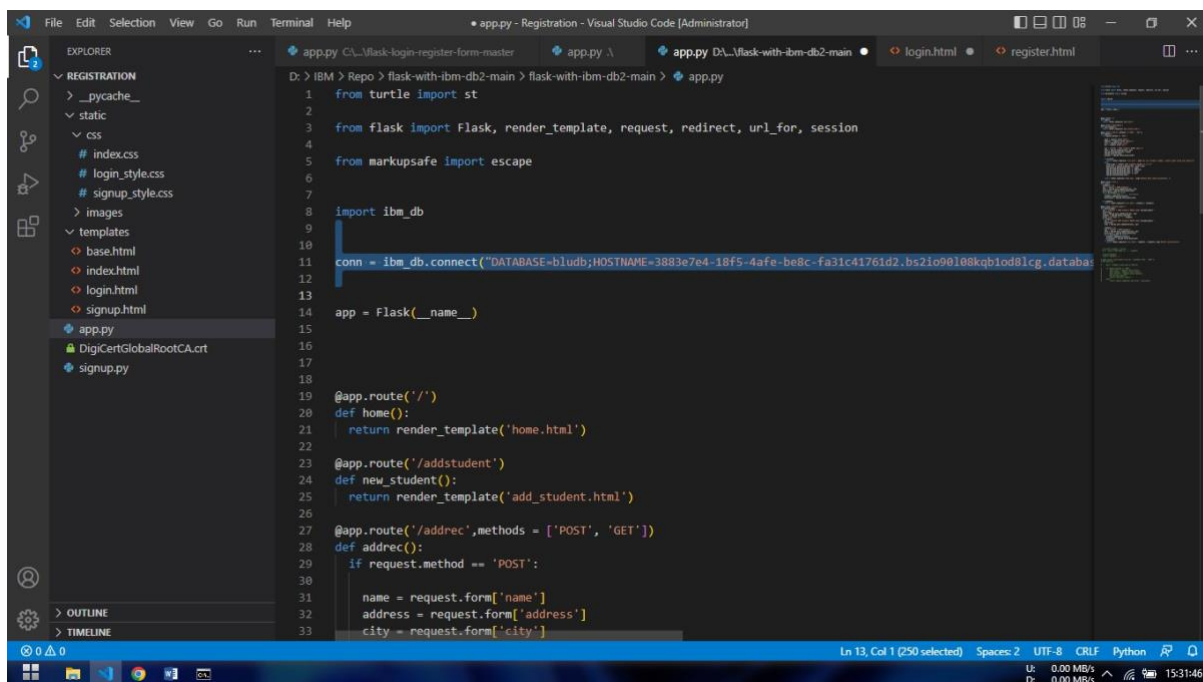 File Edit Selection View Go Run Terminal Help
● app.py - Registration - Visual Studio Code [Administrator]
EXPLORER
REGISTRATION
__pycache__
static
css
# index.css
# login_style.css
# signup_style.css
images
templates
base.html
index.html
login.html
signup.html
app.py
DigiCertGlobalRootCA.crt
signup.py
OUTLINE
TIMELINE
app.py C:\...\flask-login-register-form-master
app.py .\
app.py D:\...\flask-with-ibm-db2-main ●
login.html ●
register.html
D: > IBM > Repo > flask-with-ibm-db2-main > flask-with-ibm-db2-main > app.py
1 from turtle import st
2
3 from flask import Flask, render_template, request, redirect, url_for, session
4
5 from markupsafe import escape
6
7
8 import ibm_db
9
10
11 conn = ibm_db.connect("DATABASE=bludb;HOSTNAME=3883e7e4-18f5-4afe-be8c-fa31c41761d2.bs2io90l08kqb1od8lcg.databas
12
13
14 app = Flask(__name__)
15
16
17
18
19 @app.route('/')
20 def home():
21 return render_template('home.html')
22
23 @app.route('/addstudent')
24 def new_student():
25 return render_template('add_student.html')
26
27 @app.route('/addrec',methods = ['POST', 'GET'])
28 def addrec():
29 if request.method == 'POST':
30
31 name = request.form['name']
32 address = request.form['address']
33 city = request.form['city']
0 0
Ln 13, Col 1 (250 selected) Spaces: 2 UTF-8 CRLF Python
U: 0.00 MB/s
D: 0.00 MB/s
15:31:46